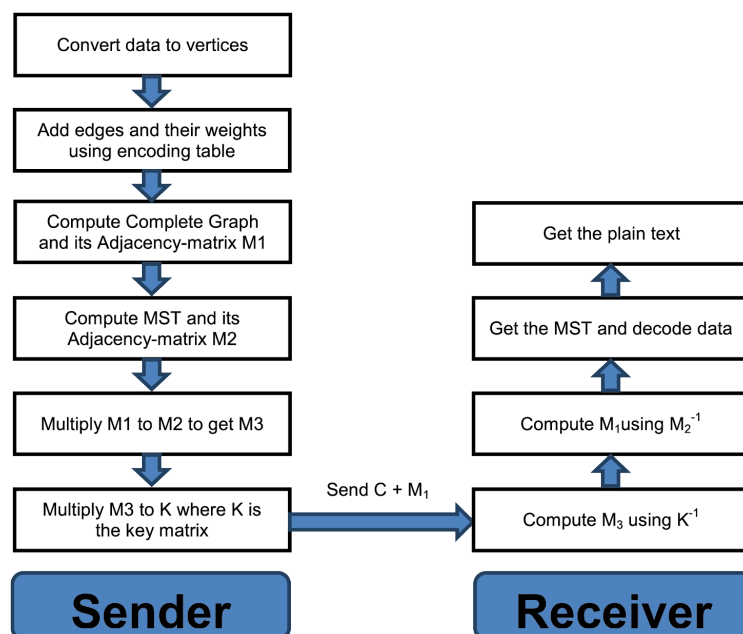 Convert data to vertices
Add edges and their weights
using encoding table
Compute Complete Graph
and its Adjacency-matrix M1
Compute MST and its
Adjacency-matrix M2
Multiply M1 to M2 to get M3
Multiply M3 to K where K is
the key matrix
Send C + M₁
Get the plain text
Get the MST and decode data
Compute M₁using M₂⁻¹
Compute M₃ using K⁻¹
Sender
Receiver